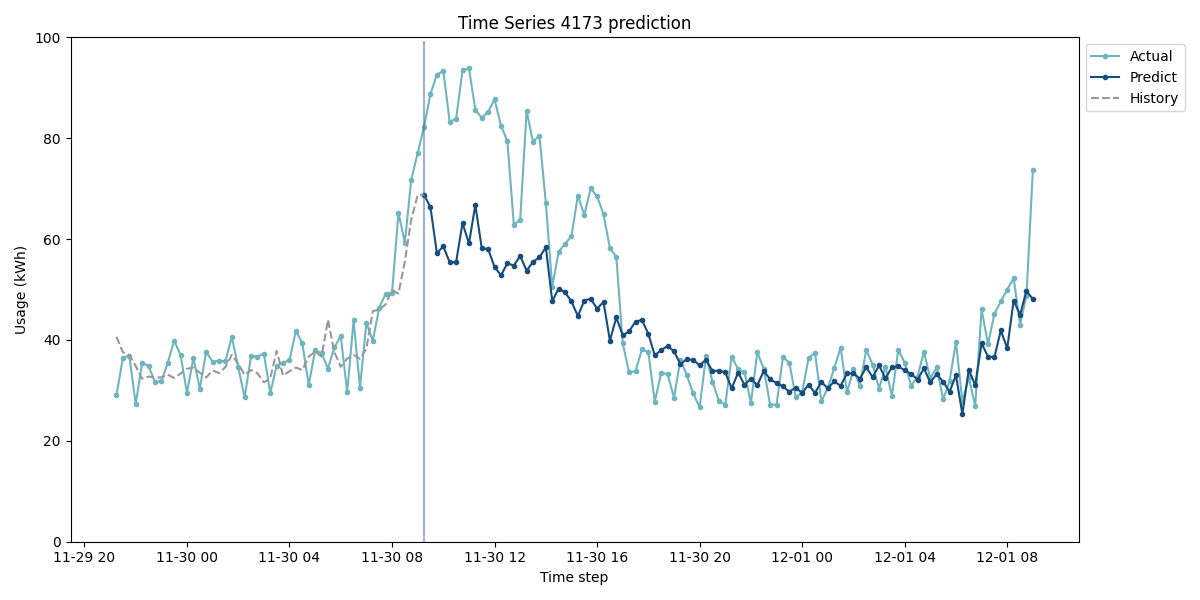 Time Series 4173 prediction
100
80
60
40
20
0
Usage (kWh)
11-29 20
11-30 00
11-30 04
11-30 08
11-30 12
11-30 16
11-30 20
12-01 00
12-01 04
12-01 08
Time step
Actual
Predict
History